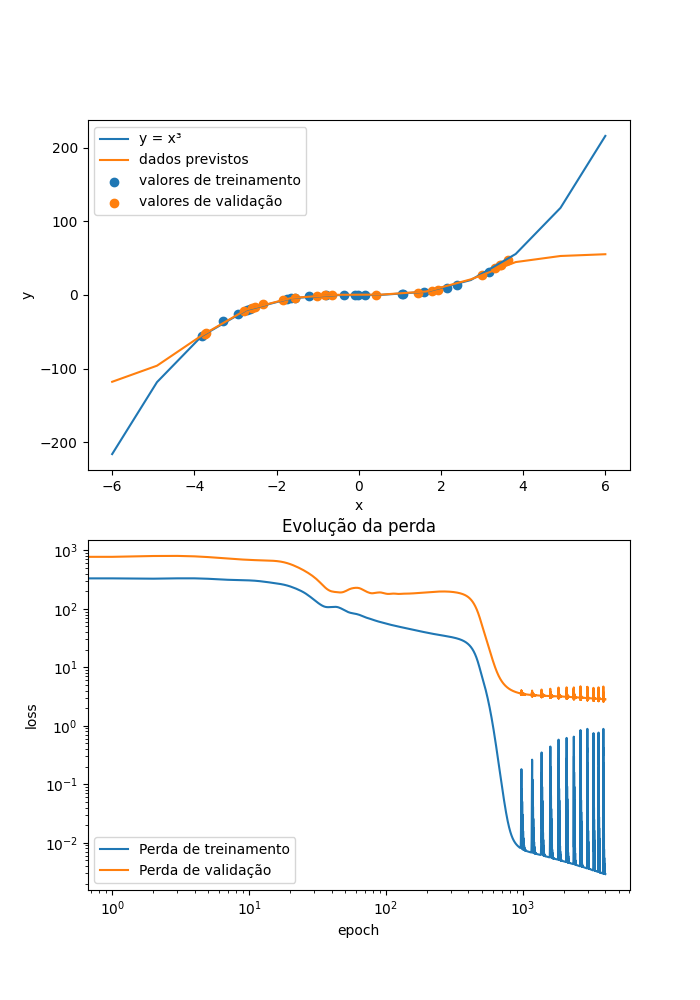 y = x³
dados previstos
valores de treinamento
valores de validação
200
100
0
−100
−200
y
−6 −4 −2 0 2 4 6
x
Evolução da perda
10³
10²
10¹
10⁰
10⁻¹
10⁻²
loss
Perda de treinamento
Perda de validação
10⁰ 10¹ 10² 10³
epoch